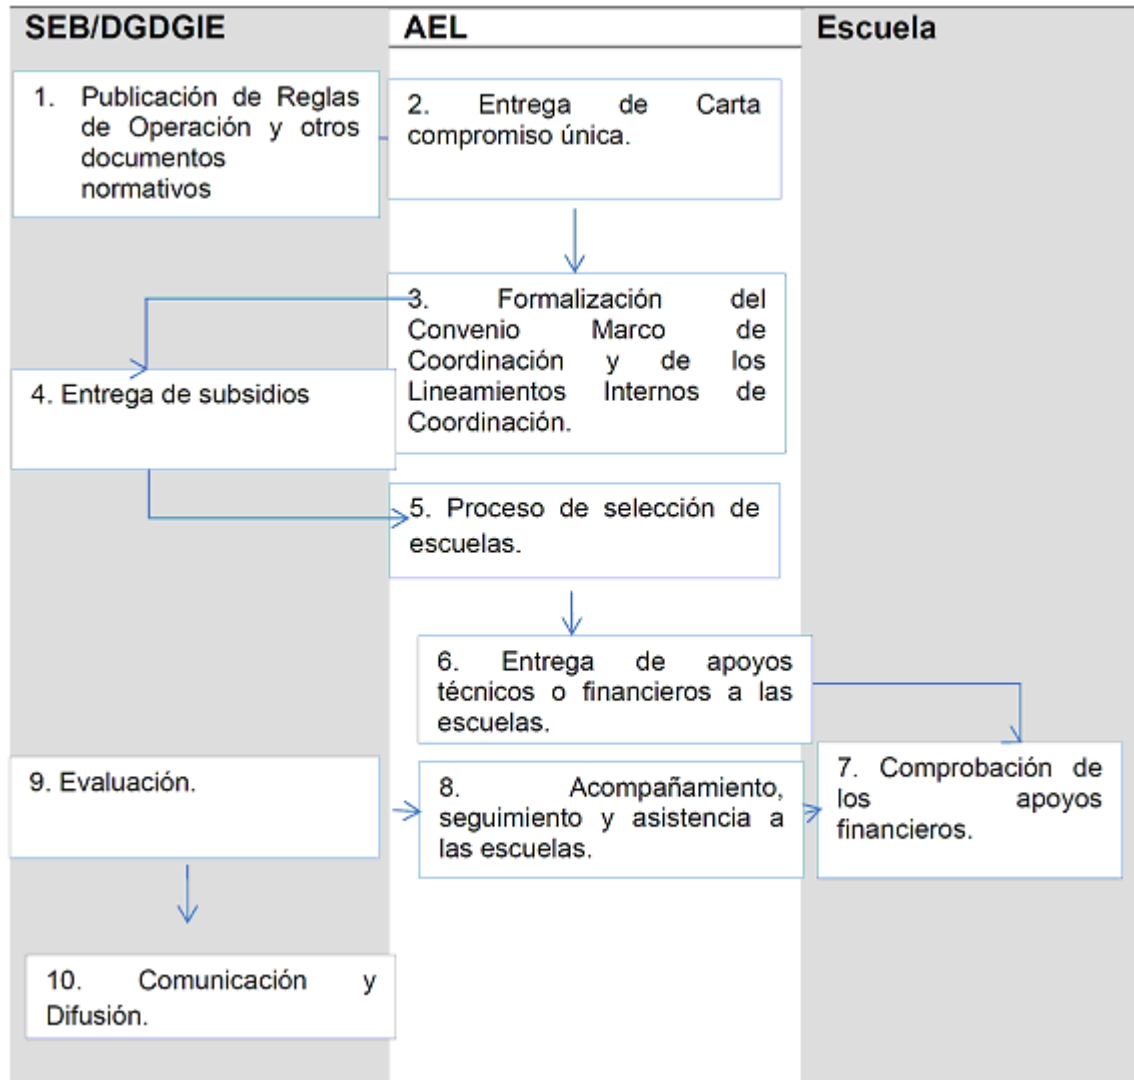 SEB/DGDGIE
AEL
Escuela
1. Publicación de Reglas
de Operación y otros
documentos
normativos
2. Entrega de Carta
compromiso única.
3. Formalización del
Convenio Marco de
Coordinación y de los
Lineamientos Internos de
Coordinación.
4. Entrega de subsidios
5. Proceso de selección de
escuelas.
6. Entrega de apoyos
técnicos o financieros a las
escuelas.
7. Comprobación de
los apoyos
financieros.
8. Acompañamiento,
seguimiento y asistencia a
las escuelas.
9. Evaluación.
10. Comunicación y
Difusión.